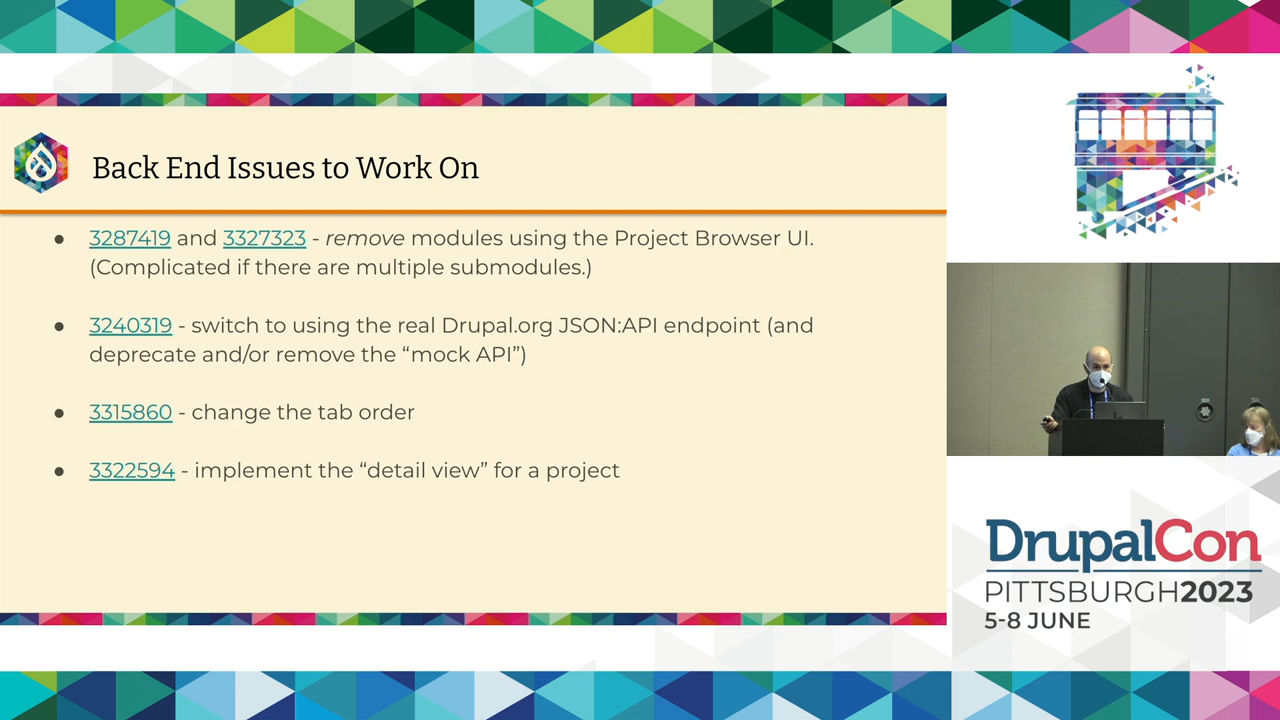 Back End Issues to Work On
● 3287419 and 3327323 - remove modules using the Project Browser UI.
(Complicated if there are multiple submodules.)
● 3240319 - switch to using the real Drupal.org JSON:API endpoint (and
deprecate and/or remove the “mock API”)
● 3315860 - change the tab order
● 3322594 - implement the “detail view” for a project
DrupalCon
PITTSBURGH2023
5-8 JUNE